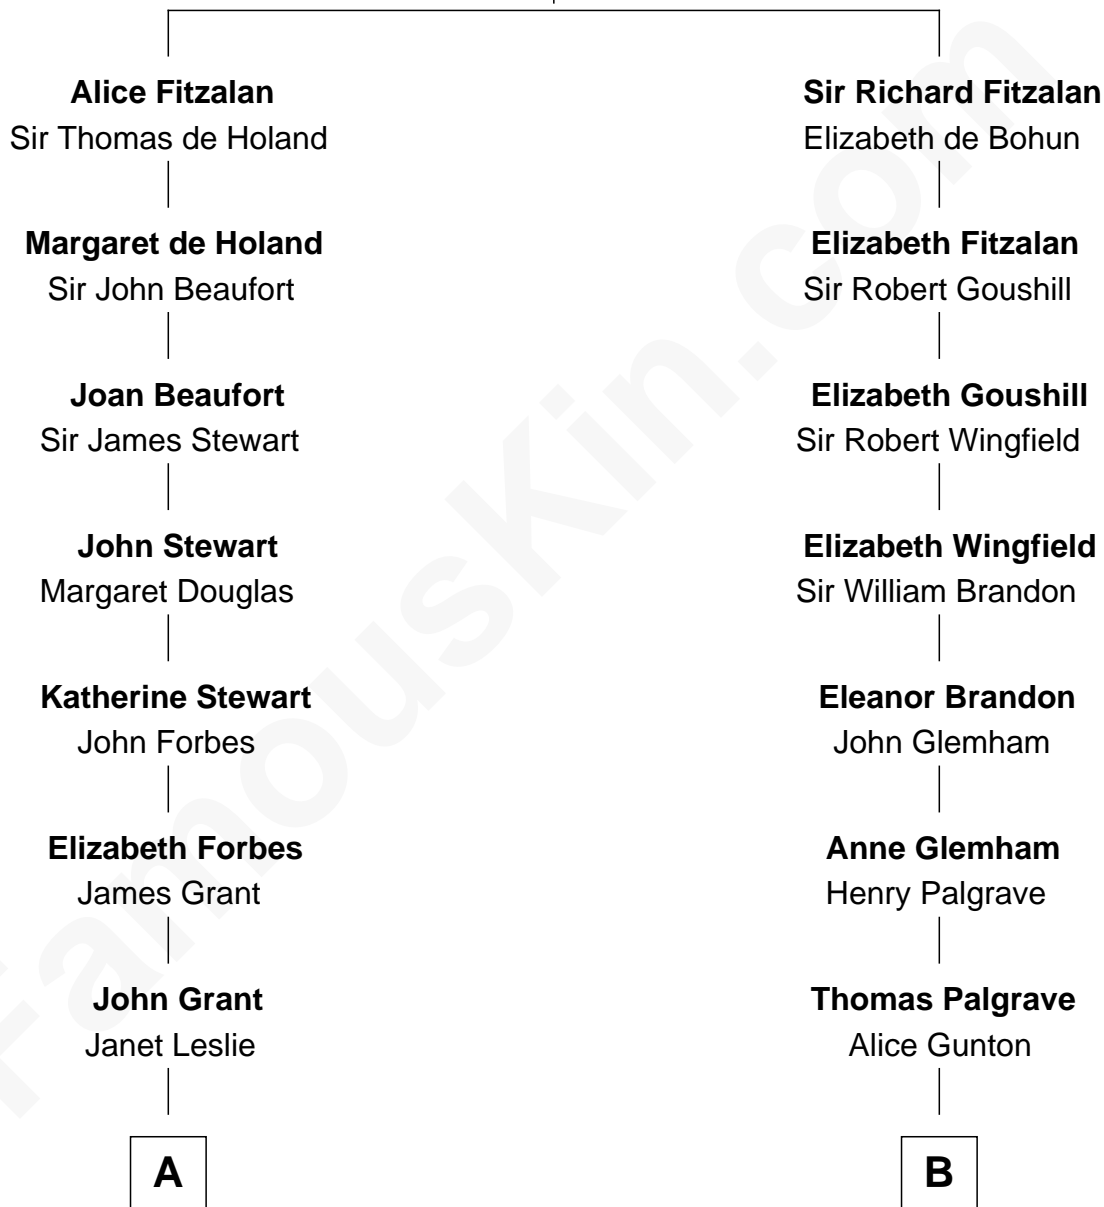 Alice Fitzalan
Sir Thomas de Holand
Margaret de Holand
Sir John Beaufort
Joan Beaufort
Sir James Stewart
John Stewart
Margaret Douglas
Katherine Stewart
John Forbes
Elizabeth Forbes
James Grant
John Grant
Janet Leslie
A
Sir Richard Fitzalan
Elizabeth de Bohun
Elizabeth Fitzalan
Sir Robert Goushill
Elizabeth Goushill
Sir Robert Wingfield
Elizabeth Wingfield
Sir William Brandon
Eleanor Brandon
John Glemham
Anne Glemham
Henry Palgrave
Thomas Palgrave
Alice Gunton
B
FamousKin.com